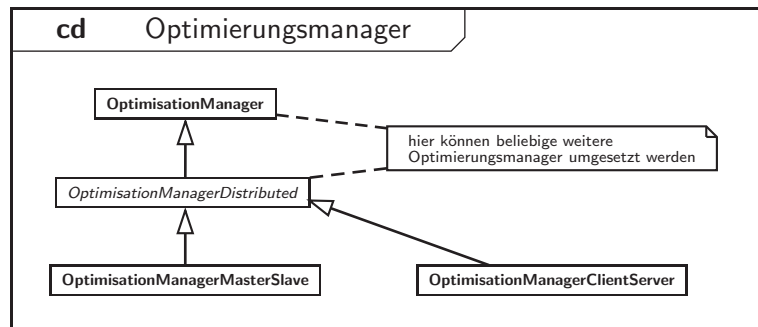 cd Optimierungsmanager
OptimisationManager
hier können beliebige weitere
Optimierungsmanager umgesetzt werden
OptimisationManagerDistributed
OptimisationManagerMasterSlave
OptimisationManagerClientServer